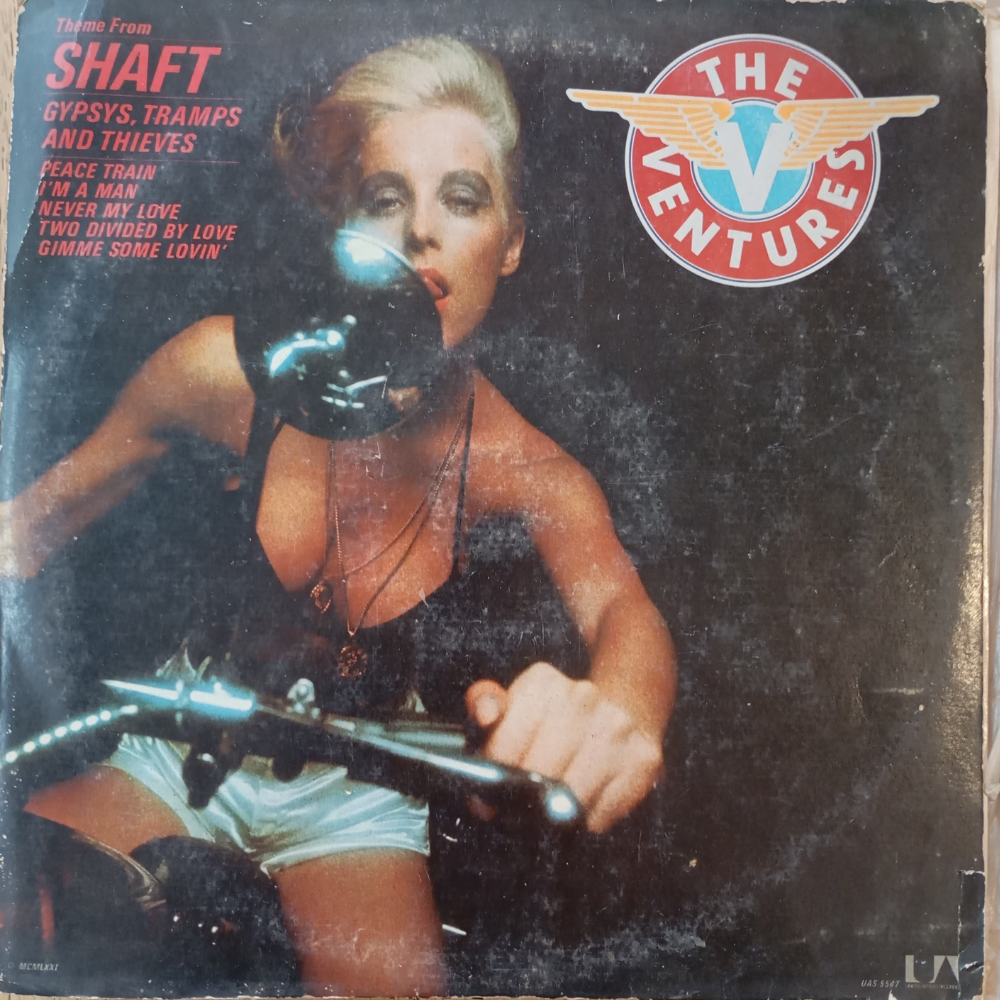 Theme From
SHAFT
GYPSYS, TRAMPS
AND THIEVES
PEACE TRAIN
I'M A MAN
NEVER MY LOVE
TWO DIVIDED BY LOVE
GIMME SOME LOVIN'
THE
V
VENTURES
© MCMLXXI
UAS 5547
UA